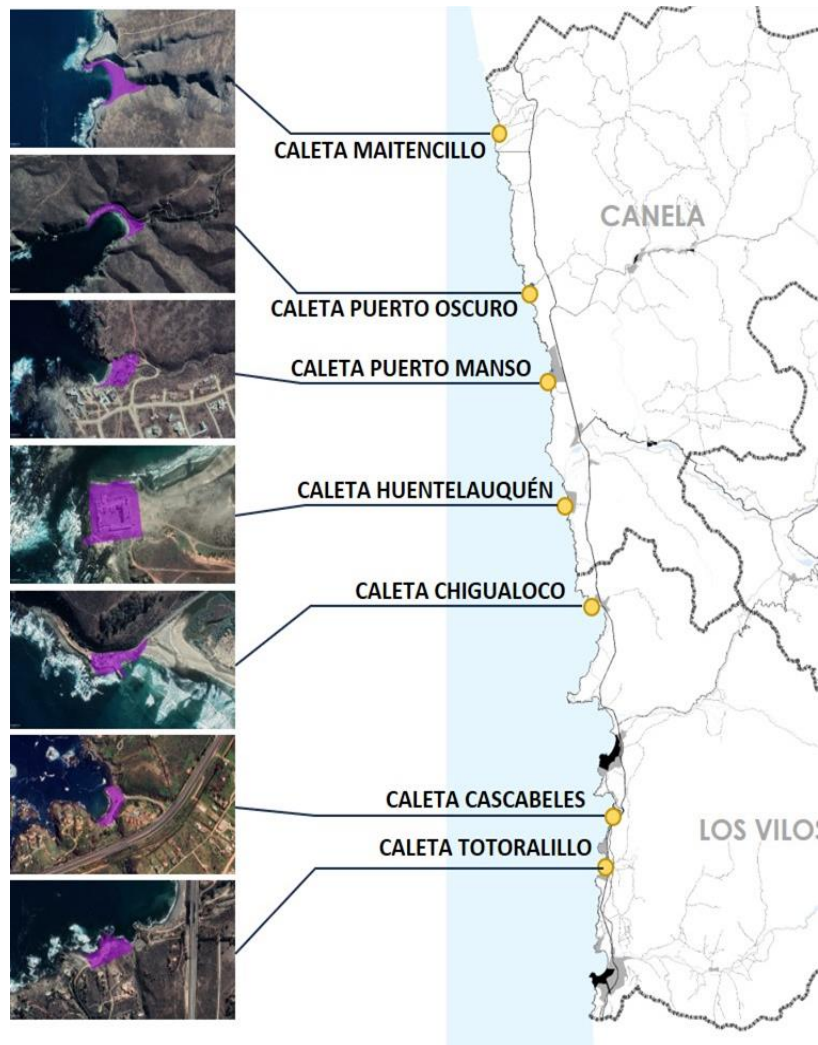 CALETA MAITENCILLO
CANELA
CALETA PUERTO OSCURO
CALETA PUERTO MANSO
CALETA HUENTELAUQUÉN
CALETA CHIGUALOCO
CALETA CASCABELES
LOS VILOS
CALETA TOTORALILLO